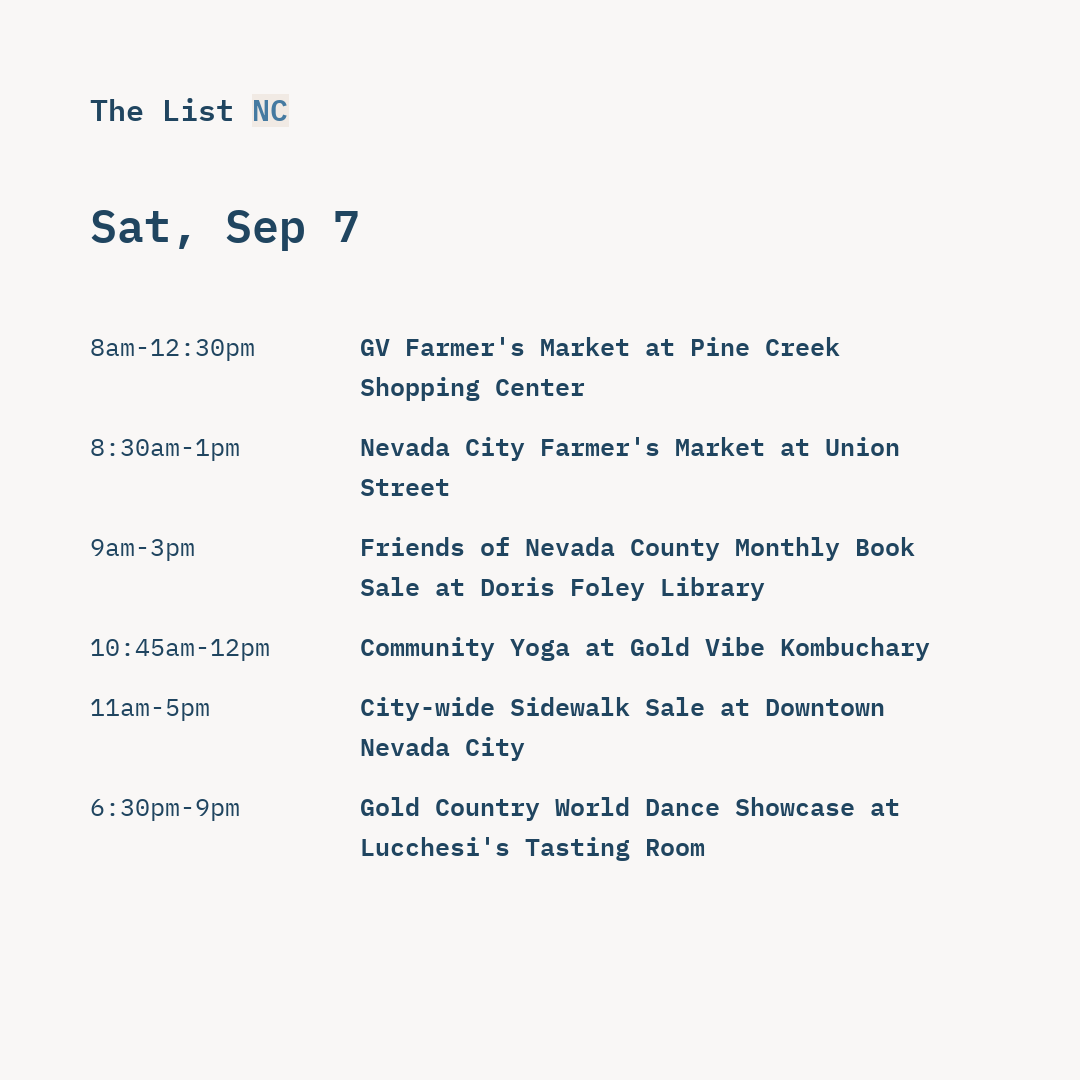 The List NC
Sat, Sep 7
8am-12:30pm GV Farmer's Market at Pine Creek
Shopping Center
8:30am-1pm Nevada City Farmer's Market at Union
Street
9am-3pm Friends of Nevada County Monthly Book
Sale at Doris Foley Library
10:45am-12pm Community Yoga at Gold Vibe Kombuchary
11am-5pm City-wide Sidewalk Sale at Downtown
Nevada City
6:30pm-9pm Gold Country World Dance Showcase at
Lucchesi's Tasting Room